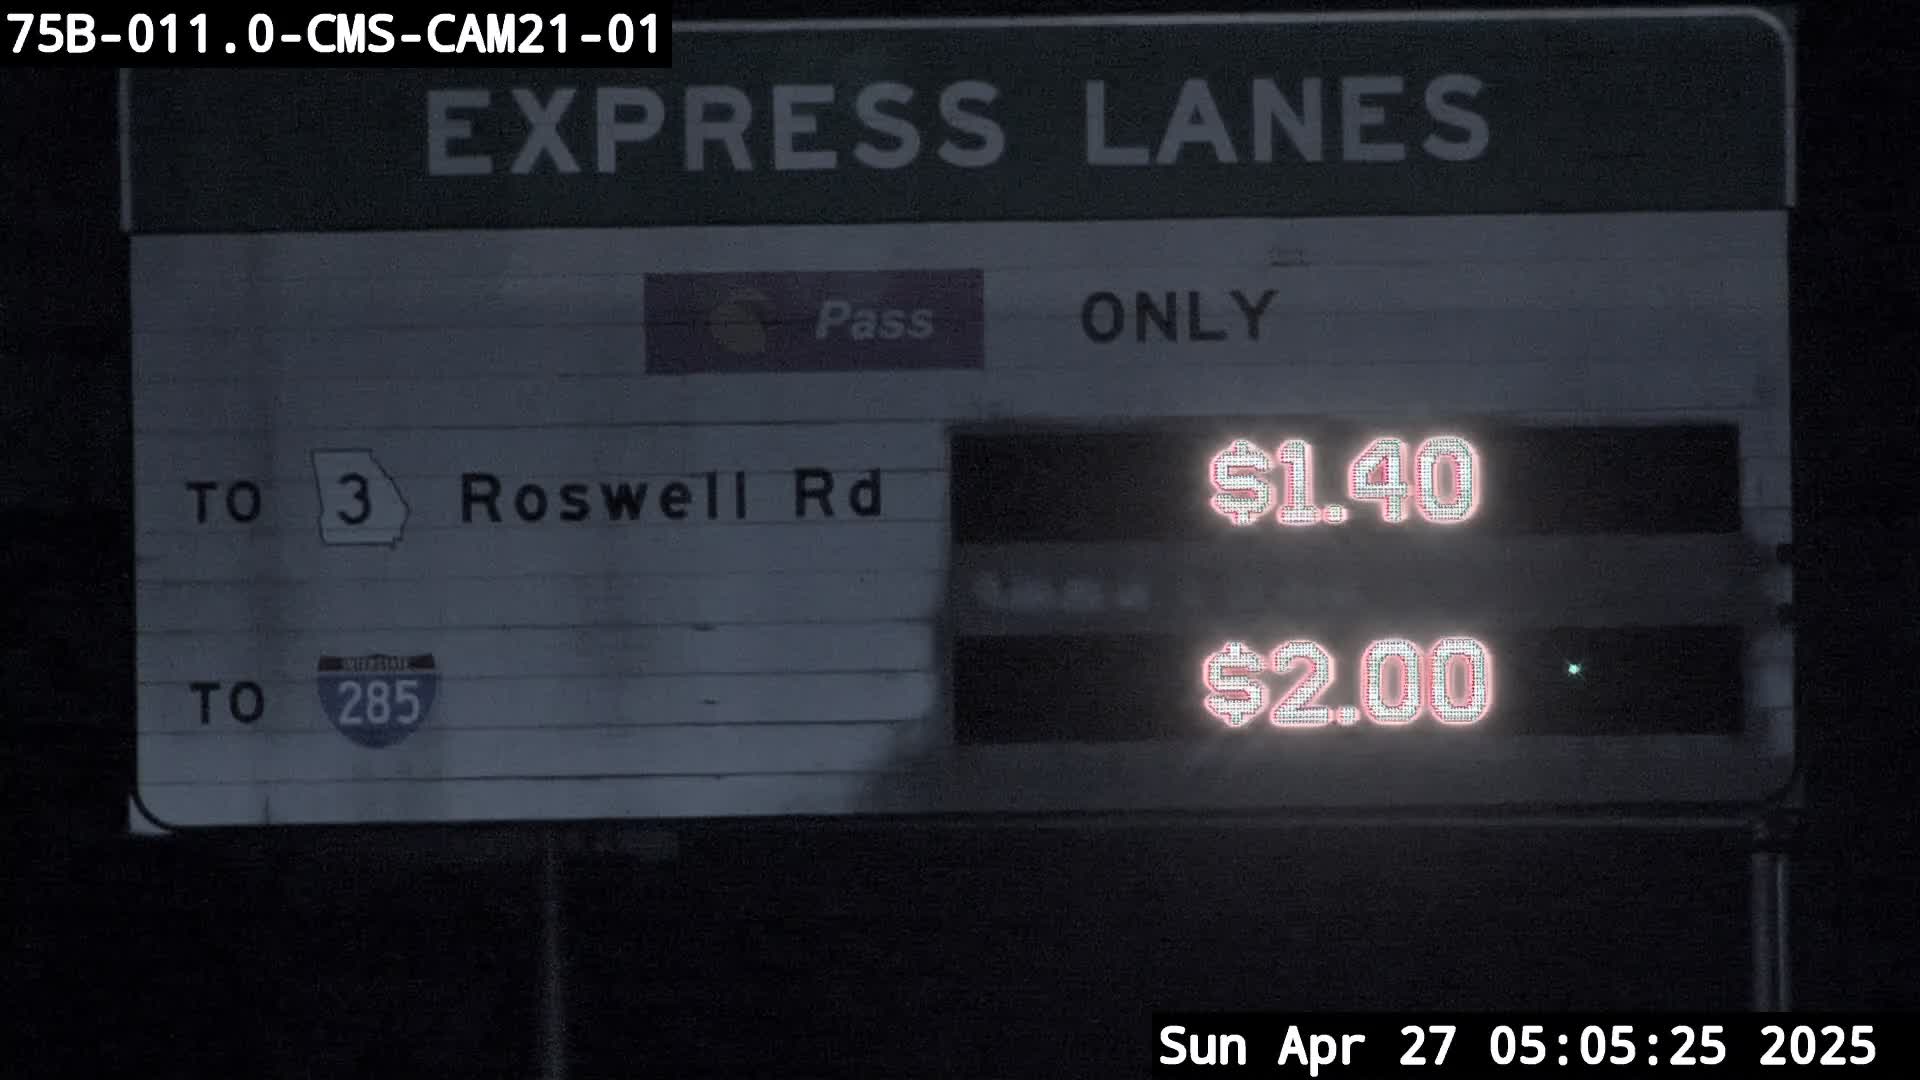 75B-011.0-CMS-CAM21-01
EXPRESS LANES
Pass ONLY
TO 3 Roswell Rd $1.40
INTERSTATE
TO 285 $2.00
Sun Apr 27 05:05:25 2025